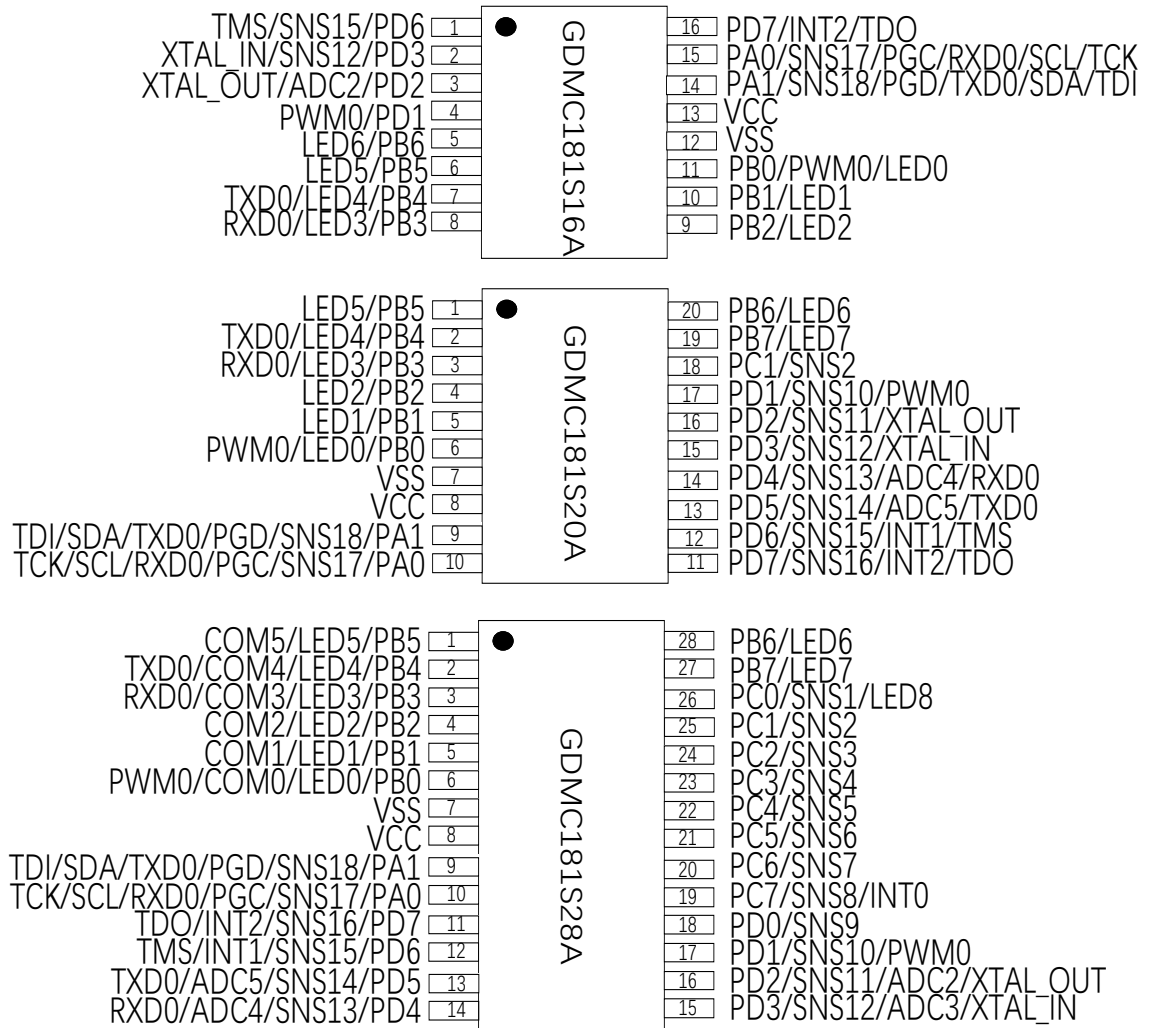 TMS/SNS15/PD6 1
XTAL_IN/SNS12/PD3 2
XTAL_OUT/ADC2/PD2 3
PWM0/PD1 4
LED6/PB6 5
LED5/PB5 6
TXD0/LED4/PB4 7
RXD0/LED3/PB3 8
GDMC181S16A
16 PD7/INT2/TDO
15 PA0/SNS17/PGC/RXD0/SCL/TCK
14 PA1/SNS18/PGD/TXD0/SDA/TDI
13 VCC
12 VSS
11 PB0/PWM0/LED0
10 PB1/LED1
9 PB2/LED2
LED5/PB5 1
TXD0/LED4/PB4 2
RXD0/LED3/PB3 3
LED2/PB2 4
LED1/PB1 5
PWM0/LED0/PB0 6
VSS 7
VCC 8
TDI/SDA/TXD0/PGD/SNS18/PA1 9
TCK/SCL/RXD0/PGC/SNS17/PA0 10
GDMC181S20A
20 PB6/LED6
19 PB7/LED7
18 PC1/SNS2
17 PD1/SNS10/PWM0
16 PD2/SNS11/XTAL_OUT
15 PD3/SNS12/XTAL_IN
14 PD4/SNS13/ADC4/RXD0
13 PD5/SNS14/ADC5/TXD0
12 PD6/SNS15/INT1/TMS
11 PD7/SNS16/INT2/TDO
COM5/LED5/PB5 1
TXD0/COM4/LED4/PB4 2
RXD0/COM3/LED3/PB3 3
COM2/LED2/PB2 4
COM1/LED1/PB1 5
PWM0/COM0/LED0/PB0 6
VSS 7
VCC 8
TDI/SDA/TXD0/PGD/SNS18/PA1 9
TCK/SCL/RXD0/PGC/SNS17/PA0 10
TDO/INT2/SNS16/PD7 11
TMS/INT1/SNS15/PD6 12
TXD0/ADC5/SNS14/PD5 13
RXD0/ADC4/SNS13/PD4 14
GDMC181S28A
28 PB6/LED6
27 PB7/LED7
26 PC0/SNS1/LED8
25 PC1/SNS2
24 PC2/SNS3
23 PC3/SNS4
22 PC4/SNS5
21 PC5/SNS6
20 PC6/SNS7
19 PC7/SNS8/INT0
18 PD0/SNS9
17 PD1/SNS10/PWM0
16 PD2/SNS11/ADC2/XTAL_OUT
15 PD3/SNS12/ADC3/XTAL_IN